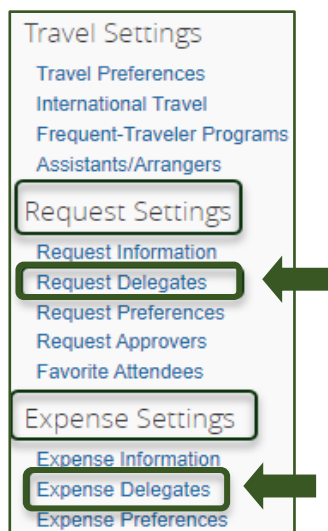 Travel Settings
Travel Preferences
International Travel
Frequent-Traveler Programs
Assistants/Arrangers
Request Settings
Request Information
Request Delegates
Request Preferences
Request Approvers
Favorite Attendees
Expense Settings
Expense Information
Expense Delegates
Expense Preferences